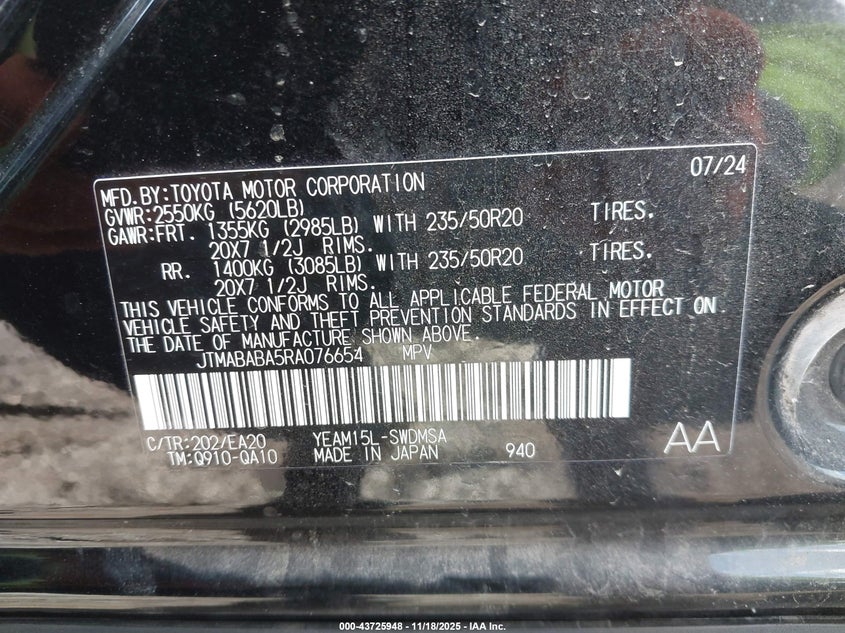 07/24
MFD.BY:TOYOTA MOTOR CORPORATION
GVWR:2550KG (5620LB)
GAWR:FRT. 1355KG (2985LB) WITH 235/50R20 TIRES.
20X7 1/2J RIMS.
RR. 1400KG (3085LB) WITH 235/50R20 TIRES.
20X7 1/2J RIMS.
THIS VEHICLE CONFORMS TO ALL APPLICABLE FEDERAL MOTOR
VEHICLE SAFETY AND THEFT PREVENTION STANDARDS IN EFFECT ON
THE DATE OF MANUFACTURE SHOWN ABOVE.
JTMABABA5RA076654 MPV
C/TR:202/EA20 YEAM15L-SWDMSA
TM:Q910-QA10 MADE IN JAPAN 940 AA
000-43725948 - 11/18/2025 - IAA Inc.